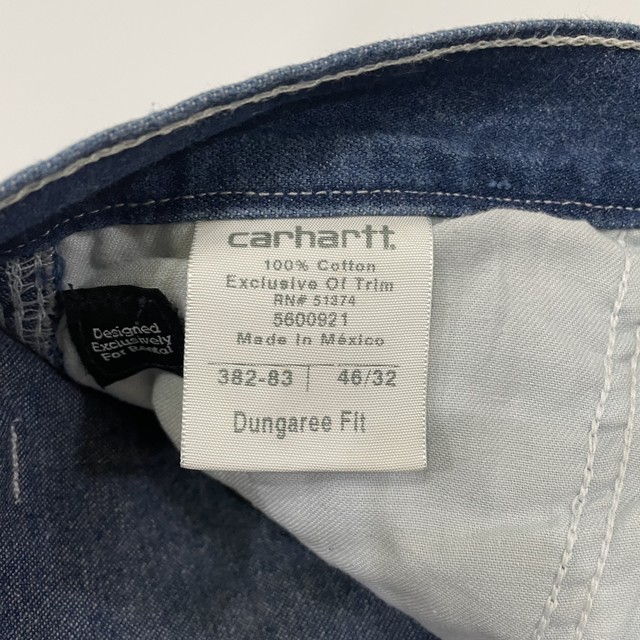 carhartt
100% Cotton
Exclusive Of Trim
RN# 51374
5600921
Made In México
382-83 | 46/32
Dungaree Fit
Designed
Exclusively
For Rental